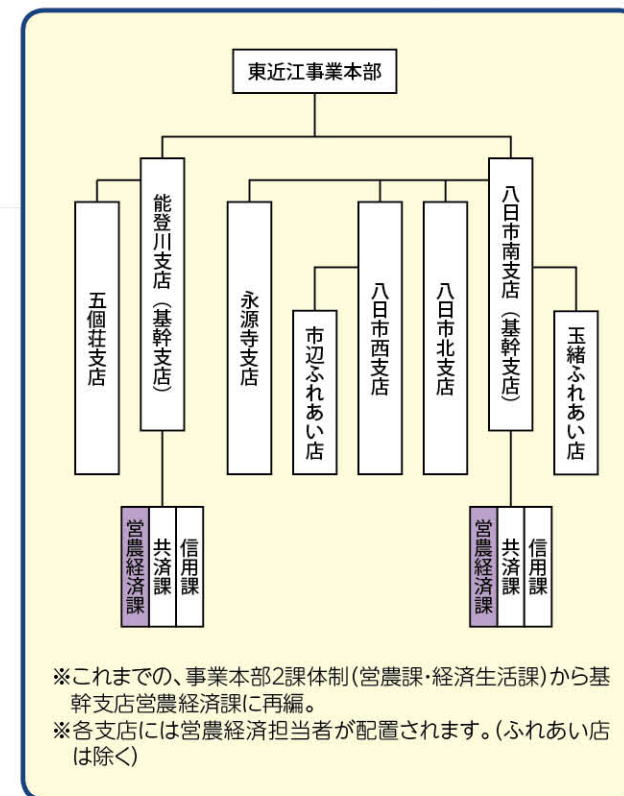 東近江事業本部
五個荘支店
能登川支店（基幹支店）
永源寺支店
市辺ふれあい店
八日市西支店
八日市北支店
八日市南支店（基幹支店）
玉緒ふれあい店
営農経済課
共済課
信用課
営農経済課
共済課
信用課
※これまでの、事業本部2課体制(営農課・経済生活課)から基
幹支店営農経済課に再編。
※各支店には営農経済担当者が配置されます。(ふれあい店
は除く)